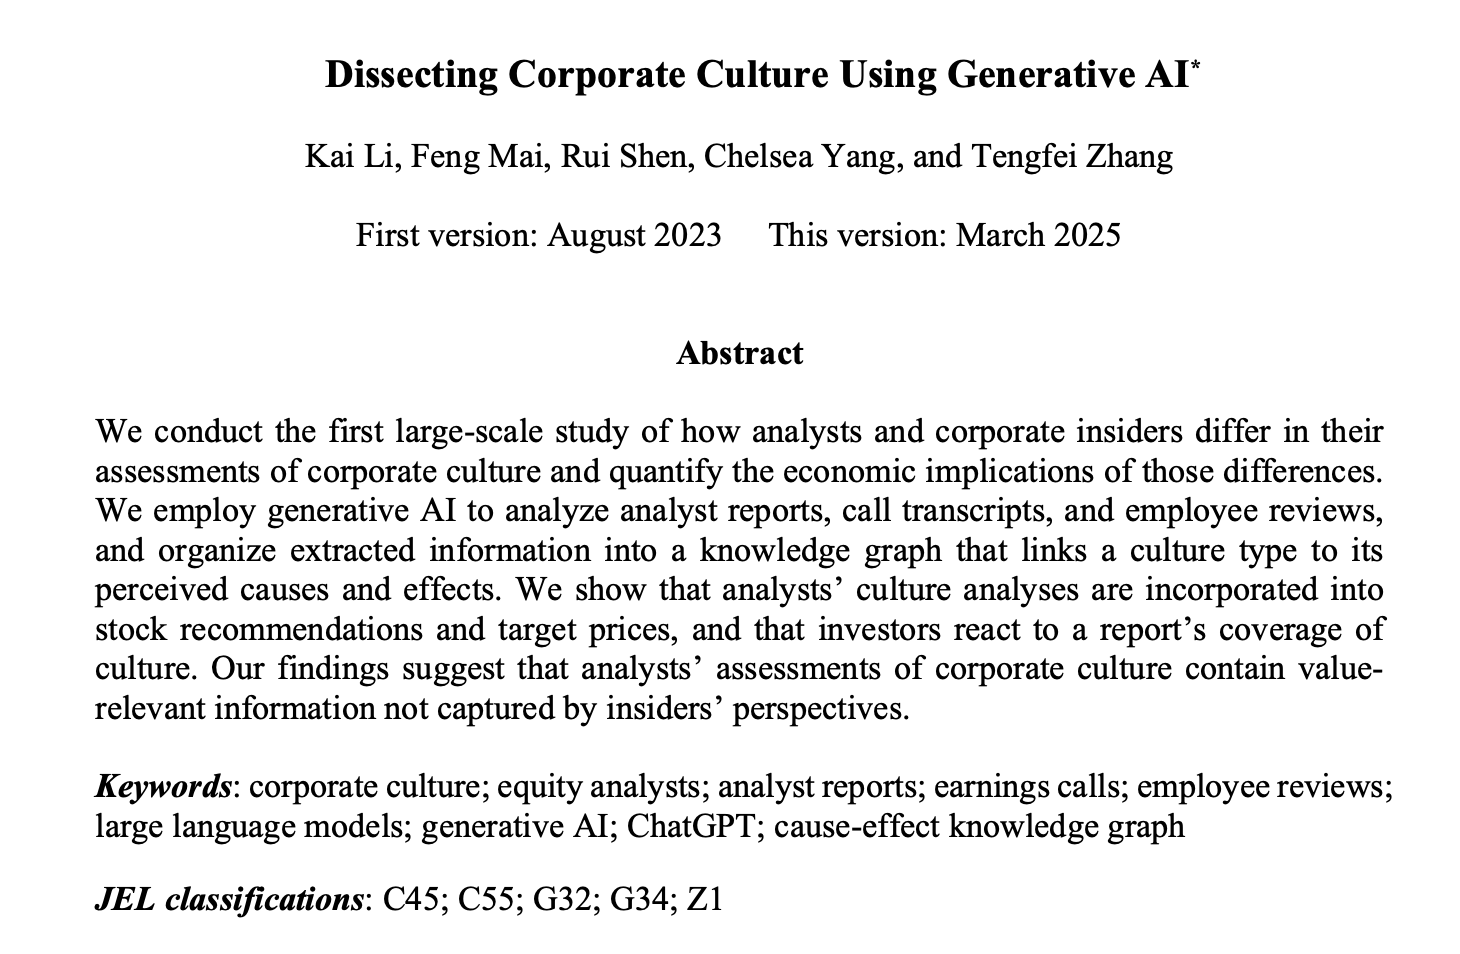 Dissecting Corporate Culture Using Generative AI*
Kai Li, Feng Mai, Rui Shen, Chelsea Yang, and Tengfei Zhang
First version: August 2023 This version: March 2025
Abstract
We conduct the first large-scale study of how analysts and corporate insiders differ in their
assessments of corporate culture and quantify the economic implications of those differences.
We employ generative AI to analyze analyst reports, call transcripts, and employee reviews,
and organize extracted information into a knowledge graph that links a culture type to its
perceived causes and effects. We show that analysts’ culture analyses are incorporated into
stock recommendations and target prices, and that investors react to a report’s coverage of
culture. Our findings suggest that analysts’ assessments of corporate culture contain value-
relevant information not captured by insiders’ perspectives.
Keywords: corporate culture; equity analysts; analyst reports; earnings calls; employee reviews;
large language models; generative AI; ChatGPT; cause-effect knowledge graph
JEL classifications: C45; C55; G32; G34; Z1